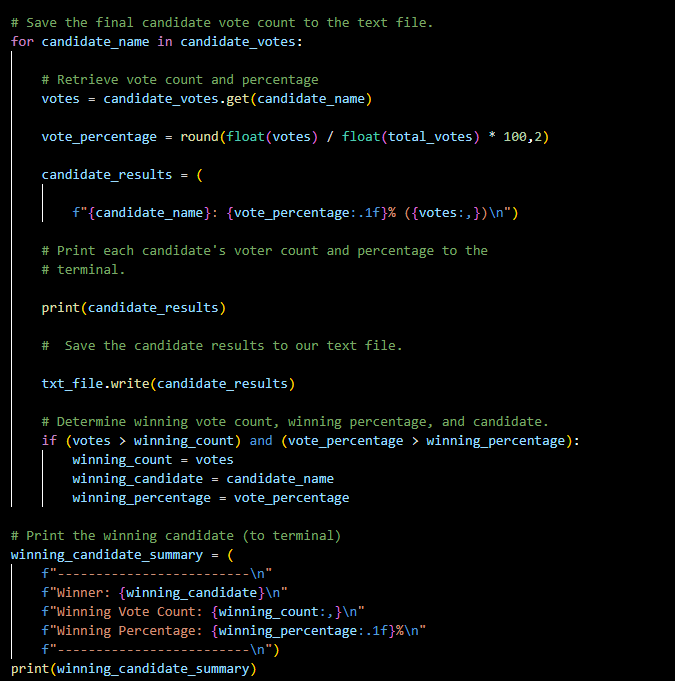 # Save the final candidate vote count to the text file.
for candidate_name in candidate_votes:
# Retrieve vote count and percentage
votes = candidate_votes.get(candidate_name)
vote_percentage = round(float(votes) / float(total_votes) * 100,2)
candidate_results = (
f"{candidate_name}: {vote_percentage:.1f}% ({votes:,})\n")
# Print each candidate's voter count and percentage to the
# terminal.
print(candidate_results)
#  Save the candidate results to our text file.
txt_file.write(candidate_results)
# Determine winning vote count, winning percentage, and candidate.
if (votes > winning_count) and (vote_percentage > winning_percentage):
winning_count = votes
winning_candidate = candidate_name
winning_percentage = vote_percentage
# Print the winning candidate (to terminal)
winning_candidate_summary = (
f"-------------------------\n"
f"Winner: {winning_candidate}\n"
f"Winning Vote Count: {winning_count:,}\n"
f"Winning Percentage: {winning_percentage:.1f}%\n"
f"-------------------------\n")
print(winning_candidate_summary)